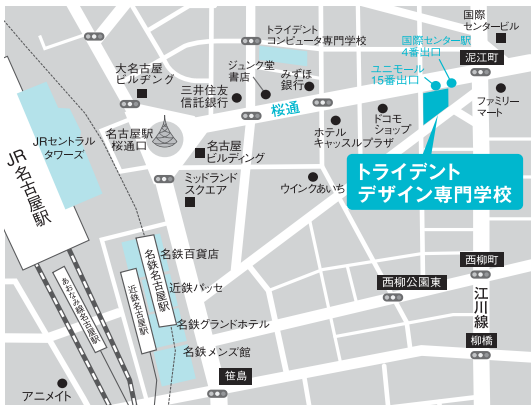 国際
センタービル
トライデント
コンピュータ専門学校
国際センター駅
4番出口
泥江町
ジュンク堂
書店
みずほ
銀行
ユニモール
15番出口
大名古屋
ビルヂング
三井住友
信託銀行
桜通
ファミリー
マート
ドコモ
ショップ
ホテル
キャッスルプラザ
JRセントラル
タワーズ
名古屋駅
桜通口
名古屋
ビルディング
JR名古屋駅
トライデント
デザイン専門学校
ミッドランド
スクエア
ウインクあいち
名鉄百貨店
西柳町
名鉄名古屋駅
近鉄パッセ
西柳公園東
あおなみ線名古屋駅
近鉄名古屋駅
江川線
名鉄グランドホテル
柳橋
名鉄メンズ館
笹島
アニメイト